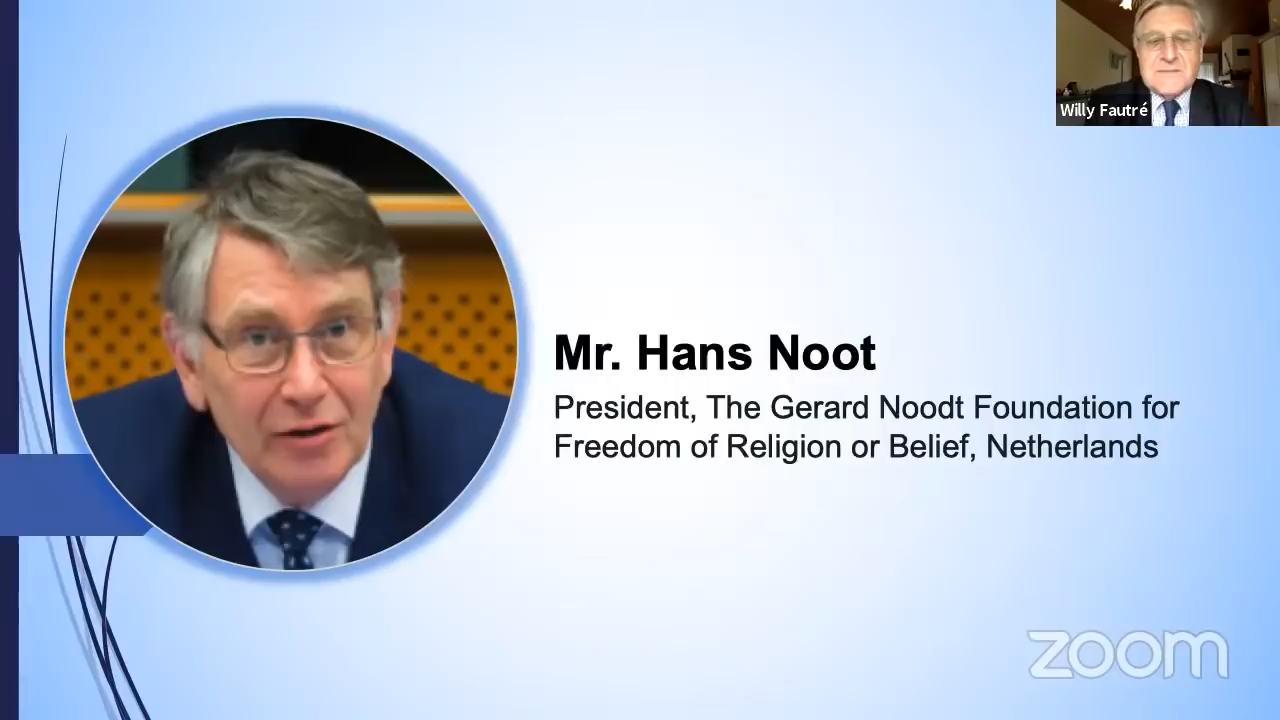 Willy Fautré
Mr. Hans Noot
President, The Gerard Noodt Foundation for
Freedom of Religion or Belief, Netherlands
zoom